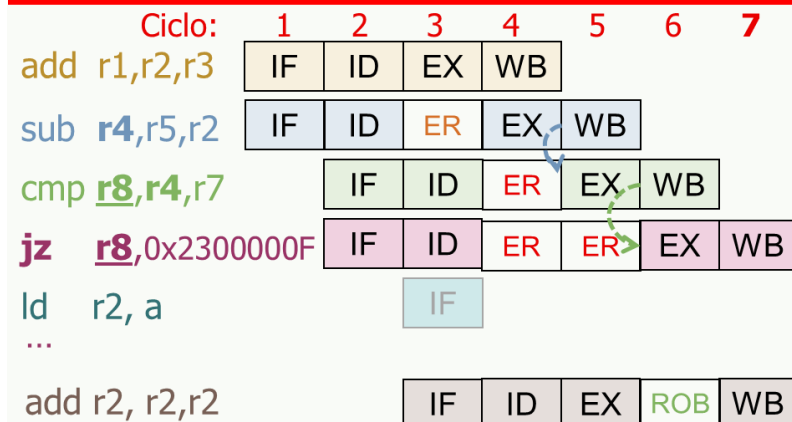 Ciclo: 1 2 3 4 5 6 7
add r1,r2,r3 IF ID EX WB
sub r4,r5,r2 IF ID ER EX WB
cmp r8,r4,r7 IF ID ER EX WB
jz r8,0x2300000F IF ID ER ER EX WB
ld r2, a IF
...
add r2, r2,r2 IF ID EX ROB WB